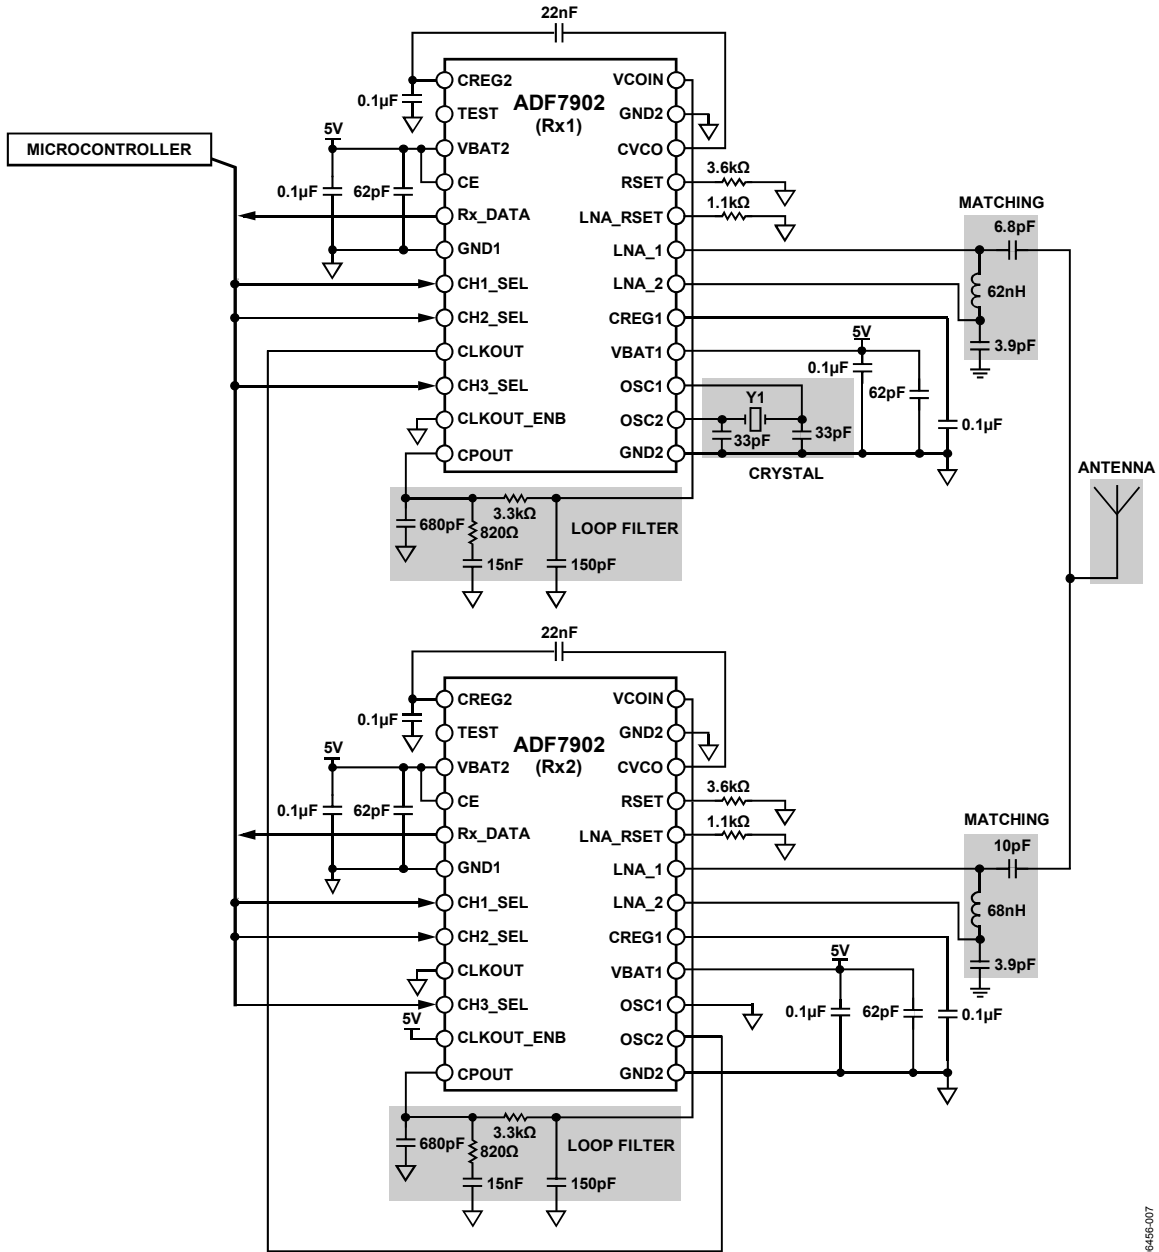 22nF
CREG2
VCOIN
0.1µF
ADF7902
(Rx1)
TEST
GND2
5V
MICROCONTROLLER
VBAT2
CVCO
3.6kΩ
0.1µF
62pF
CE
RSET
1.1kΩ
MATCHING
Rx_DATA
LNA_RSET
6.8pF
GND1
LNA_1
CH1_SEL
LNA_2
62nH
CH2_SEL
CREG1
5V
3.9pF
CLKOUT
VBAT1
0.1µF
CH3_SEL
OSC1
Y1
62pF
CLKOUT_ENB
OSC2
33pF
33pF
0.1µF
CPOUT
GND2
CRYSTAL
ANTENNA
3.3kΩ
680pF
820Ω
LOOP FILTER
15nF
150pF
22nF
CREG2
VCOIN
0.1µF
ADF7902
(Rx2)
TEST
GND2
5V
VBAT2
CVCO
3.6kΩ
0.1µF
62pF
CE
RSET
1.1kΩ
MATCHING
Rx_DATA
LNA_RSET
10pF
GND1
LNA_1
CH1_SEL
LNA_2
68nH
CH2_SEL
CREG1
5V
3.9pF
CLKOUT
VBAT1
CH3_SEL
OSC1
0.1µF
62pF
0.1µF
5V
CLKOUT_ENB
OSC2
CPOUT
GND2
3.3kΩ
680pF
820Ω
LOOP FILTER
15nF
150pF
6456-007